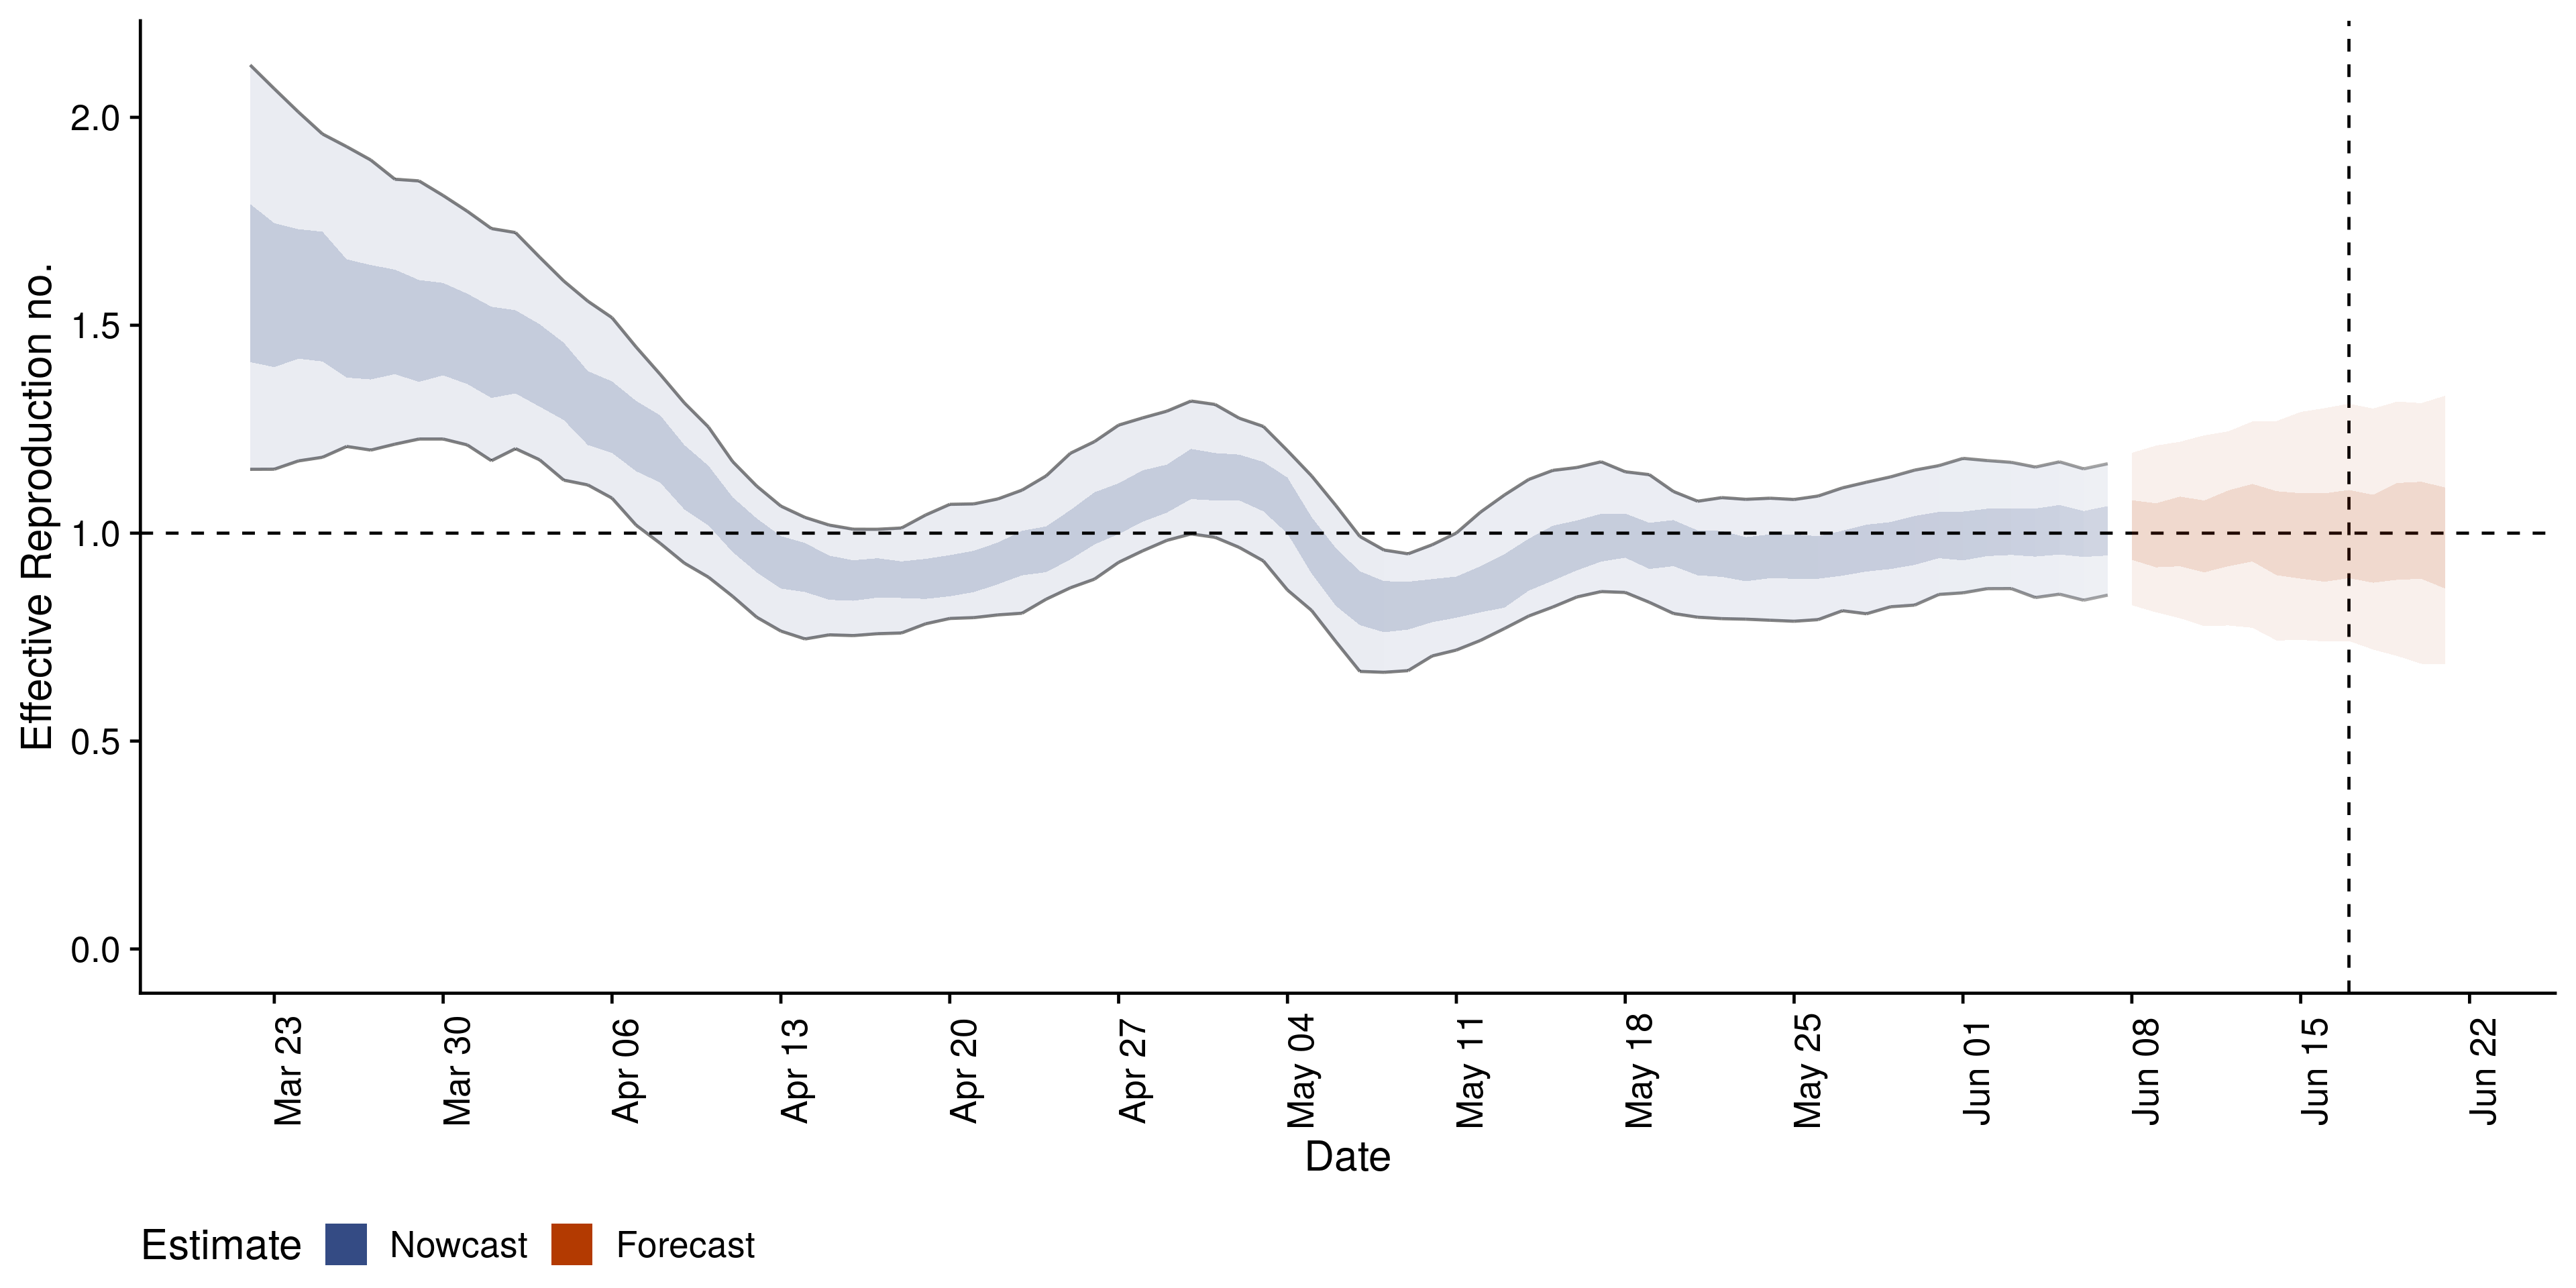 Effective Reproduction no.
2.0
1.5
1.0
0.5
0.0
Mar 23
Mar 30
Apr 06
Apr 13
Apr 20
Apr 27
May 04
May 11
May 18
May 25
Jun 01
Jun 08
Jun 15
Jun 22
Date
Estimate Nowcast Forecast